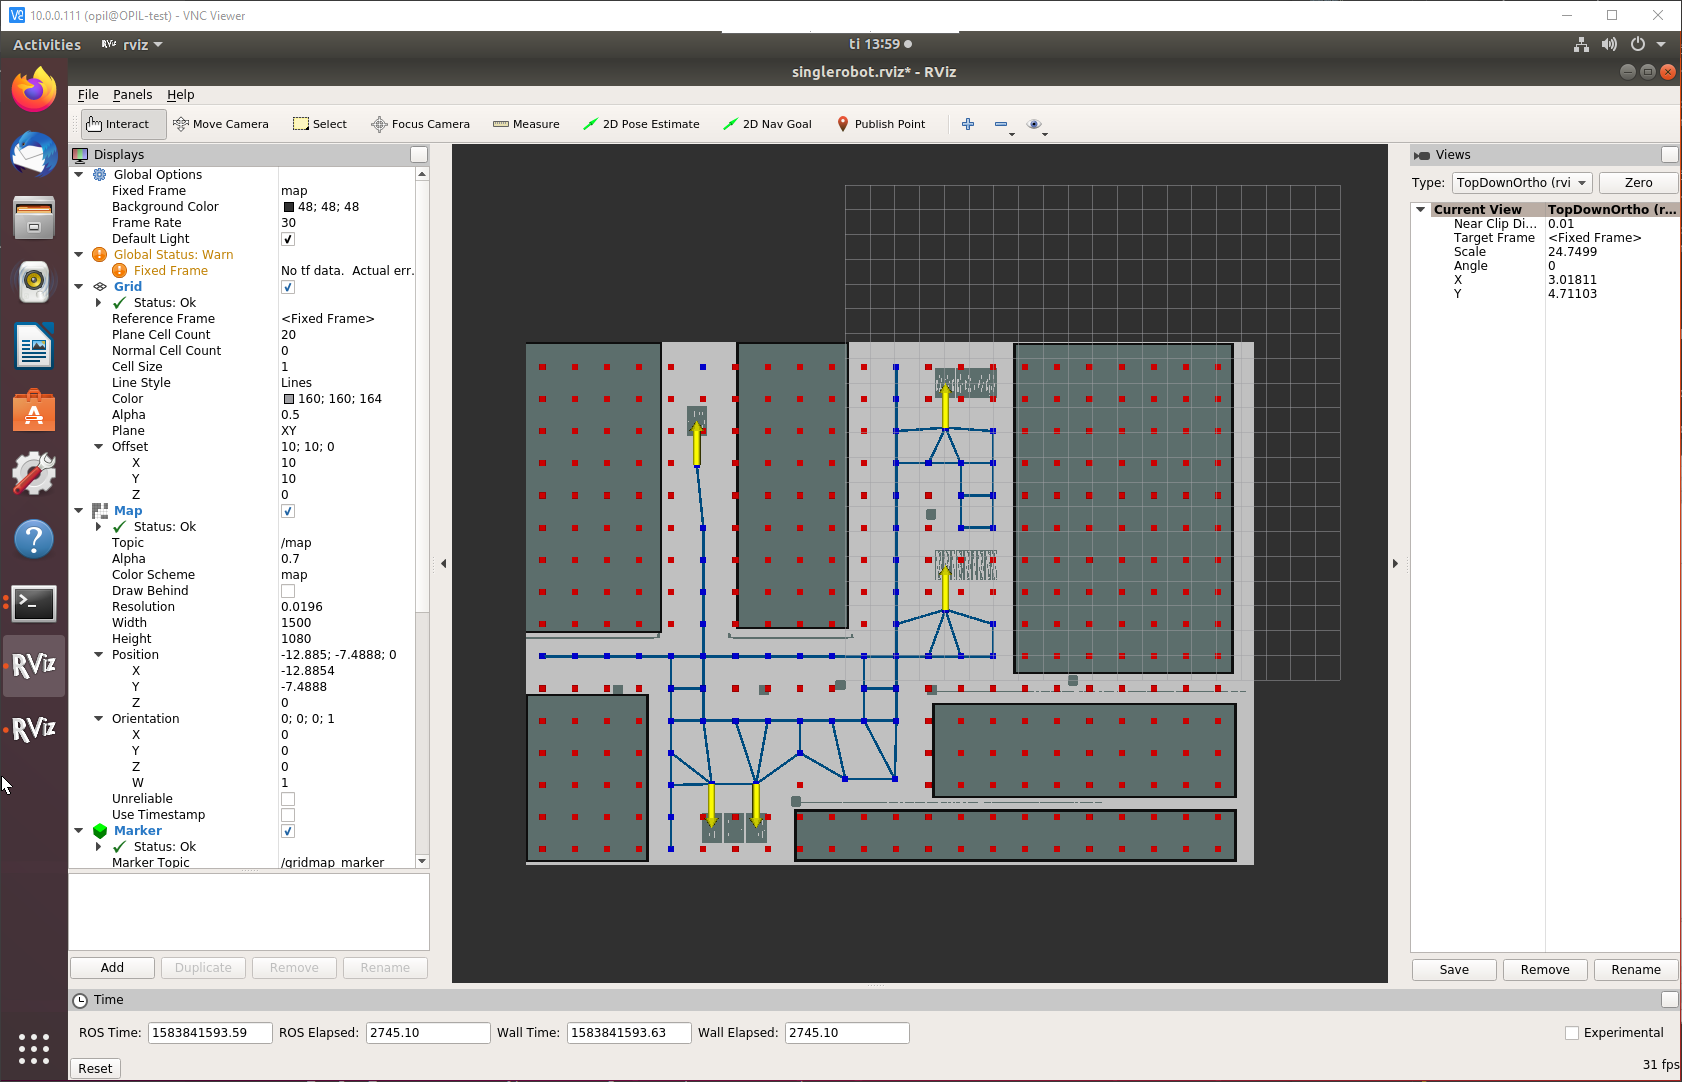 10.0.0.111 (opil@OPIL-test) - VNC Viewer
Activities RViz rviz ti 13:59
singlerobot.rviz* - RViz
File Panels Help
Interact Move Camera Select Focus Camera Measure 2D Pose Estimate 2D Nav Goal Publish Point
Displays
Global Options
Fixed Frame map
Background Color 48; 48; 48
Frame Rate 30
Default Light
Global Status: Warn
Fixed Frame No tf data. Actual err.
Grid
Status: Ok
Reference Frame <Fixed Frame>
Plane Cell Count 20
Normal Cell Count 0
Cell Size 1
Line Style Lines
Color 160; 160; 164
Alpha 0.5
Plane XY
Offset 10; 10; 0
X 10
Y 10
Z 0
Map
Status: Ok
Topic /map
Alpha 0.7
Color Scheme map
Draw Behind
Resolution 0.0196
Width 1500
Height 1080
Position -12.885; -7.4888; 0
X -12.8854
Y -7.4888
Z 0
Orientation 0; 0; 0; 1
X 0
Y 0
Z 0
W 1
Unreliable
Use Timestamp
Marker
Status: Ok
Marker Topic /gridmap_marker
Add Duplicate Remove Rename
Views
Type: TopDownOrtho (rvi Zero
Current View TopDownOrtho (r...
Near Clip Di... 0.01
Target Frame <Fixed Frame>
Scale 24.7499
Angle 0
X 3.01811
Y 4.71103
Save Remove Rename
RViz
RViz
Time
ROS Time: 1583841593.59 ROS Elapsed: 2745.10 Wall Time: 1583841593.63 Wall Elapsed: 2745.10 Experimental
Reset 31 fps